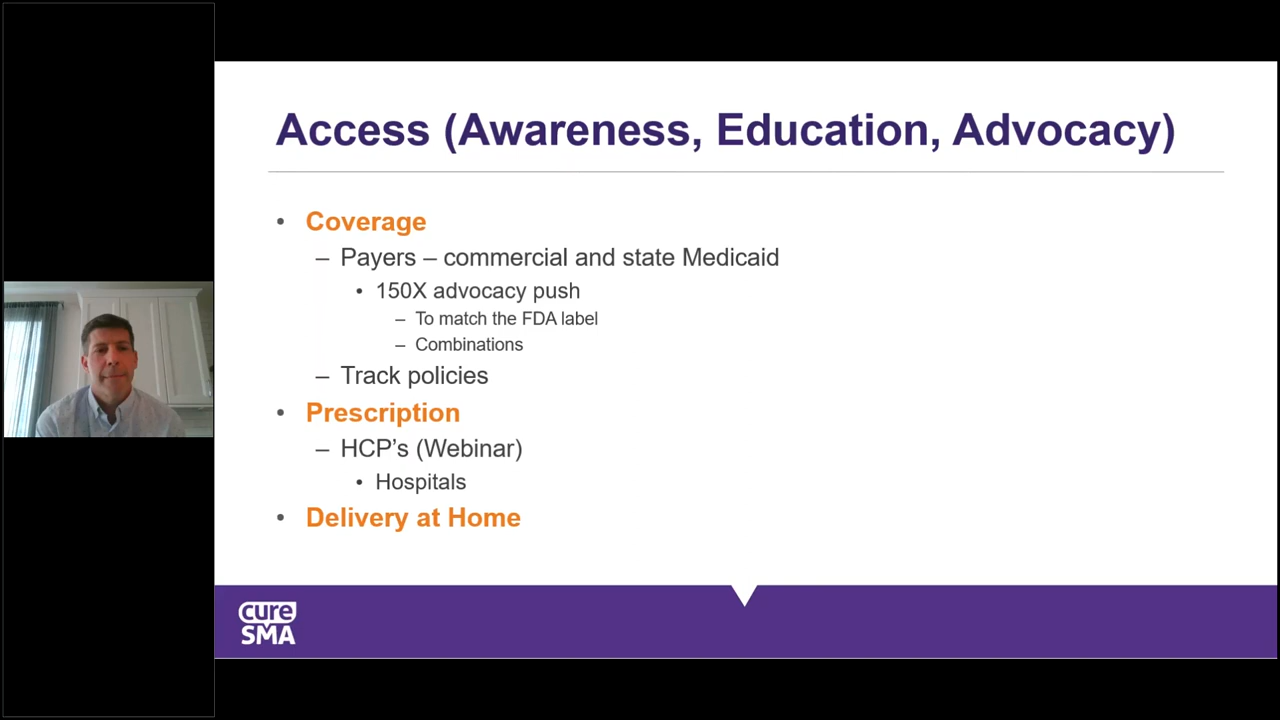 Access (Awareness, Education, Advocacy)
• Coverage
– Payers – commercial and state Medicaid
• 150X advocacy push
– To match the FDA label
– Combinations
– Track policies
• Prescription
– HCP’s (Webinar)
• Hospitals
• Delivery at Home
cure
SMA